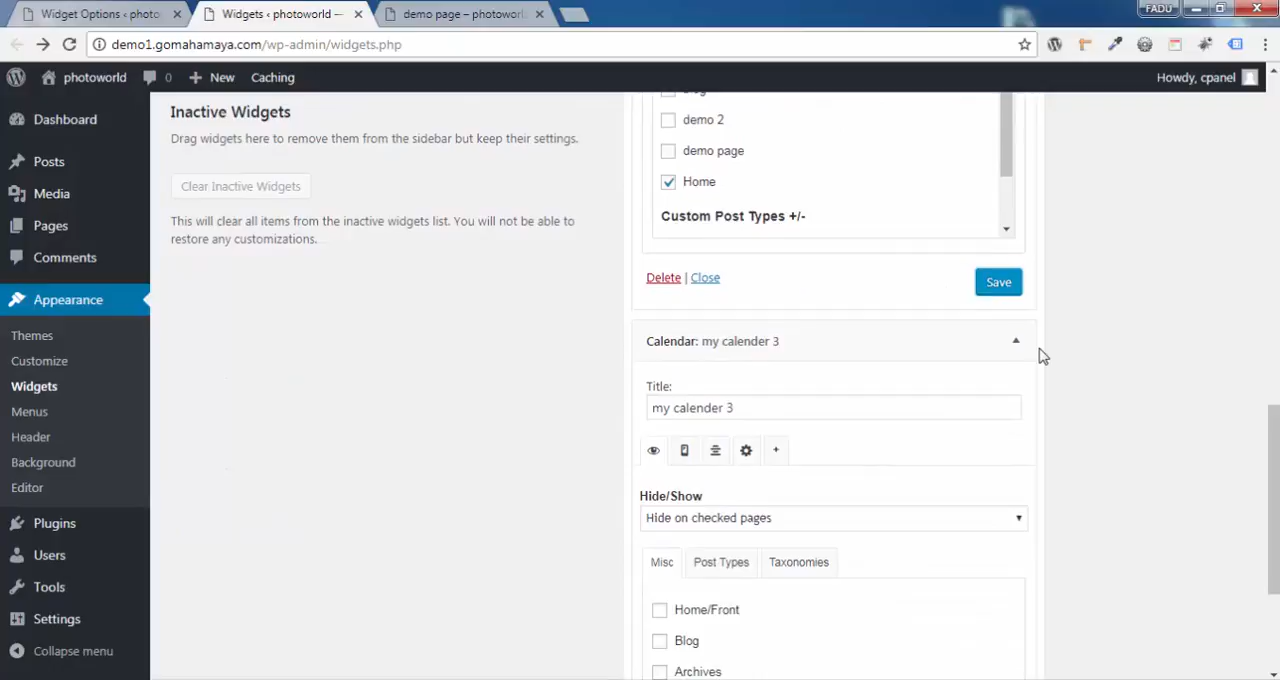 Widget Options ‹ photo
Widgets ‹ photoworld —
demo page – photoworl
FADU
demo1.gomahamaya.com/wp-admin/widgets.php
photoworld
0
New
Caching
Howdy, cpanel
Dashboard
Posts
Media
Pages
Comments
Appearance
Themes
Customize
Widgets
Menus
Header
Background
Editor
Plugins
Users
Tools
Settings
Collapse menu
Inactive Widgets
Drag widgets here to remove them from the sidebar but keep their settings.
Clear Inactive Widgets
This will clear all items from the inactive widgets list. You will not be able to
restore any customizations.
demo 2
demo page
Home
Custom Post Types +/-
Delete | Close
Save
Calendar: my calender 3
Title:
my calender 3
+
Hide/Show
Hide on checked pages
Misc
Post Types
Taxonomies
Home/Front
Blog
Archives